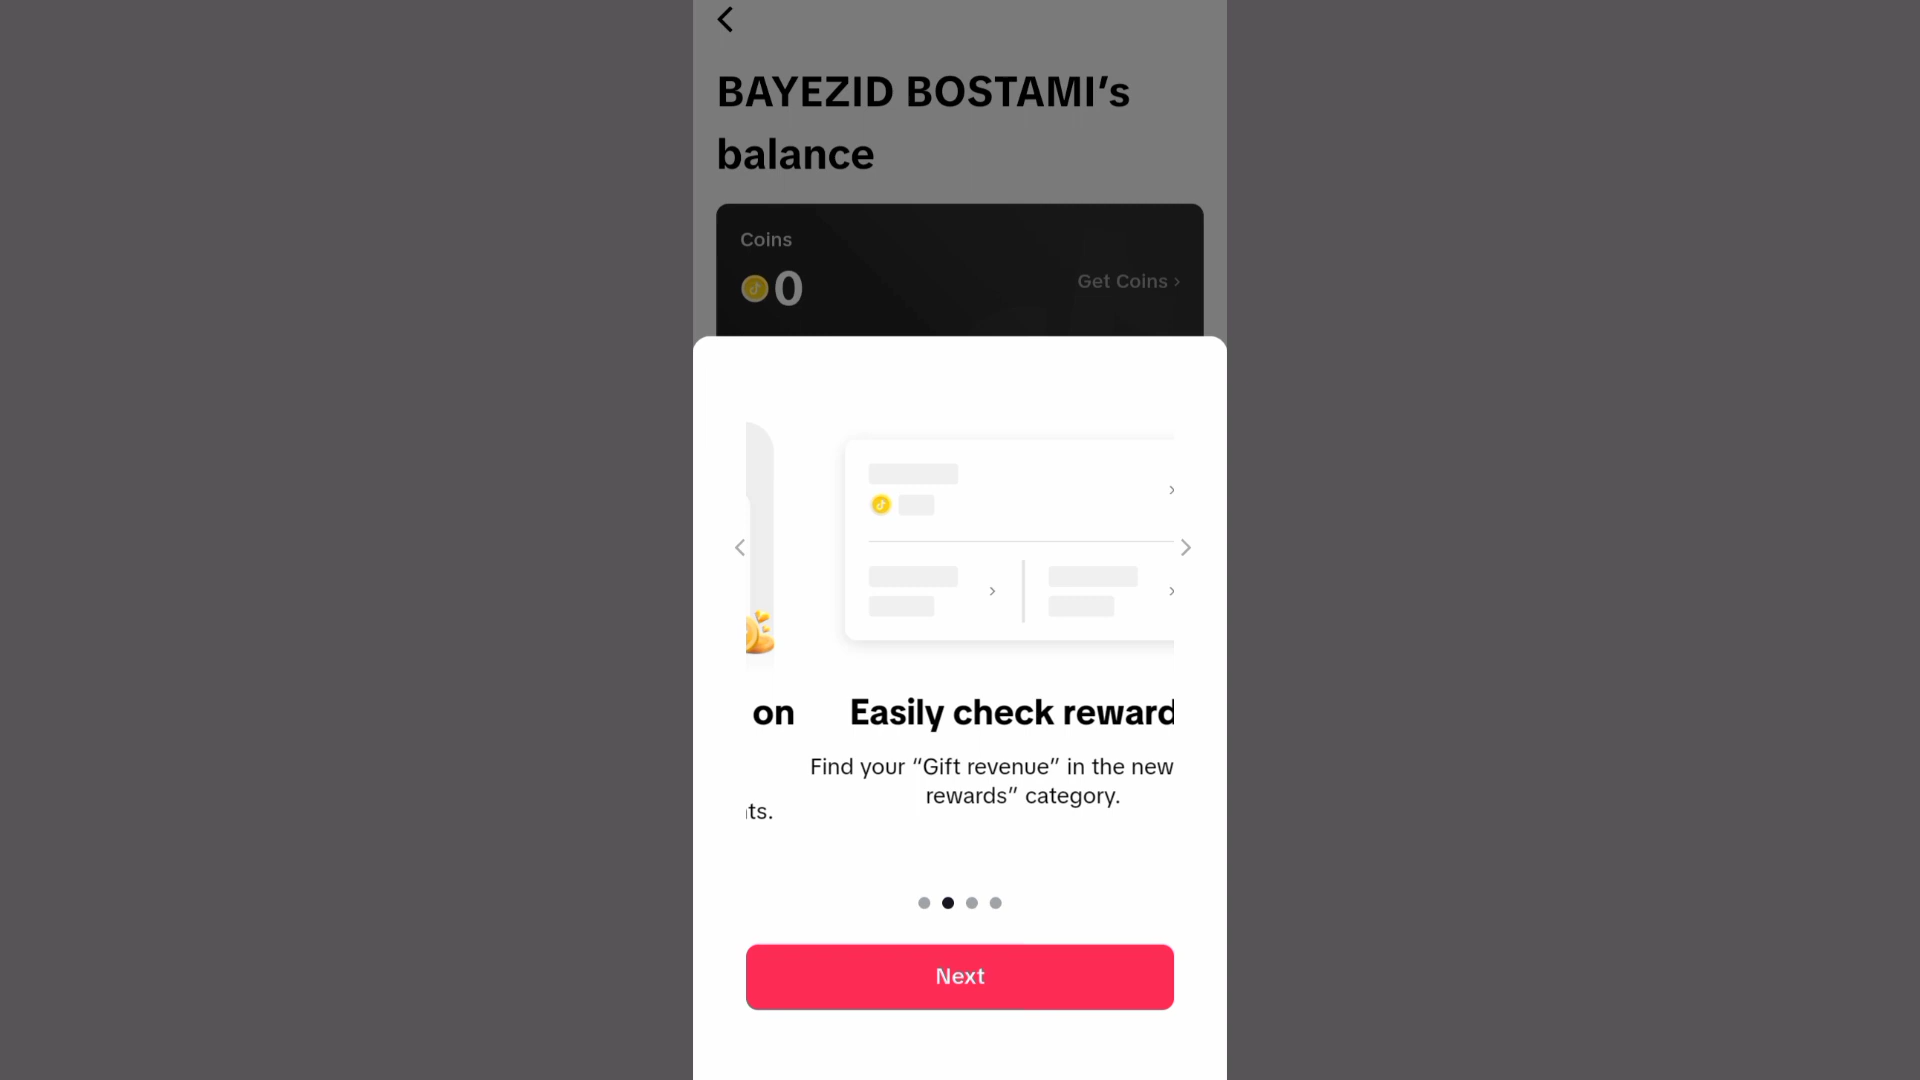 BAYEZID BOSTAMI’s
balance
Coins
0
Get Coins
on
Easily check reward
ts.
Find your “Gift revenue” in the new
rewards” category.
Next